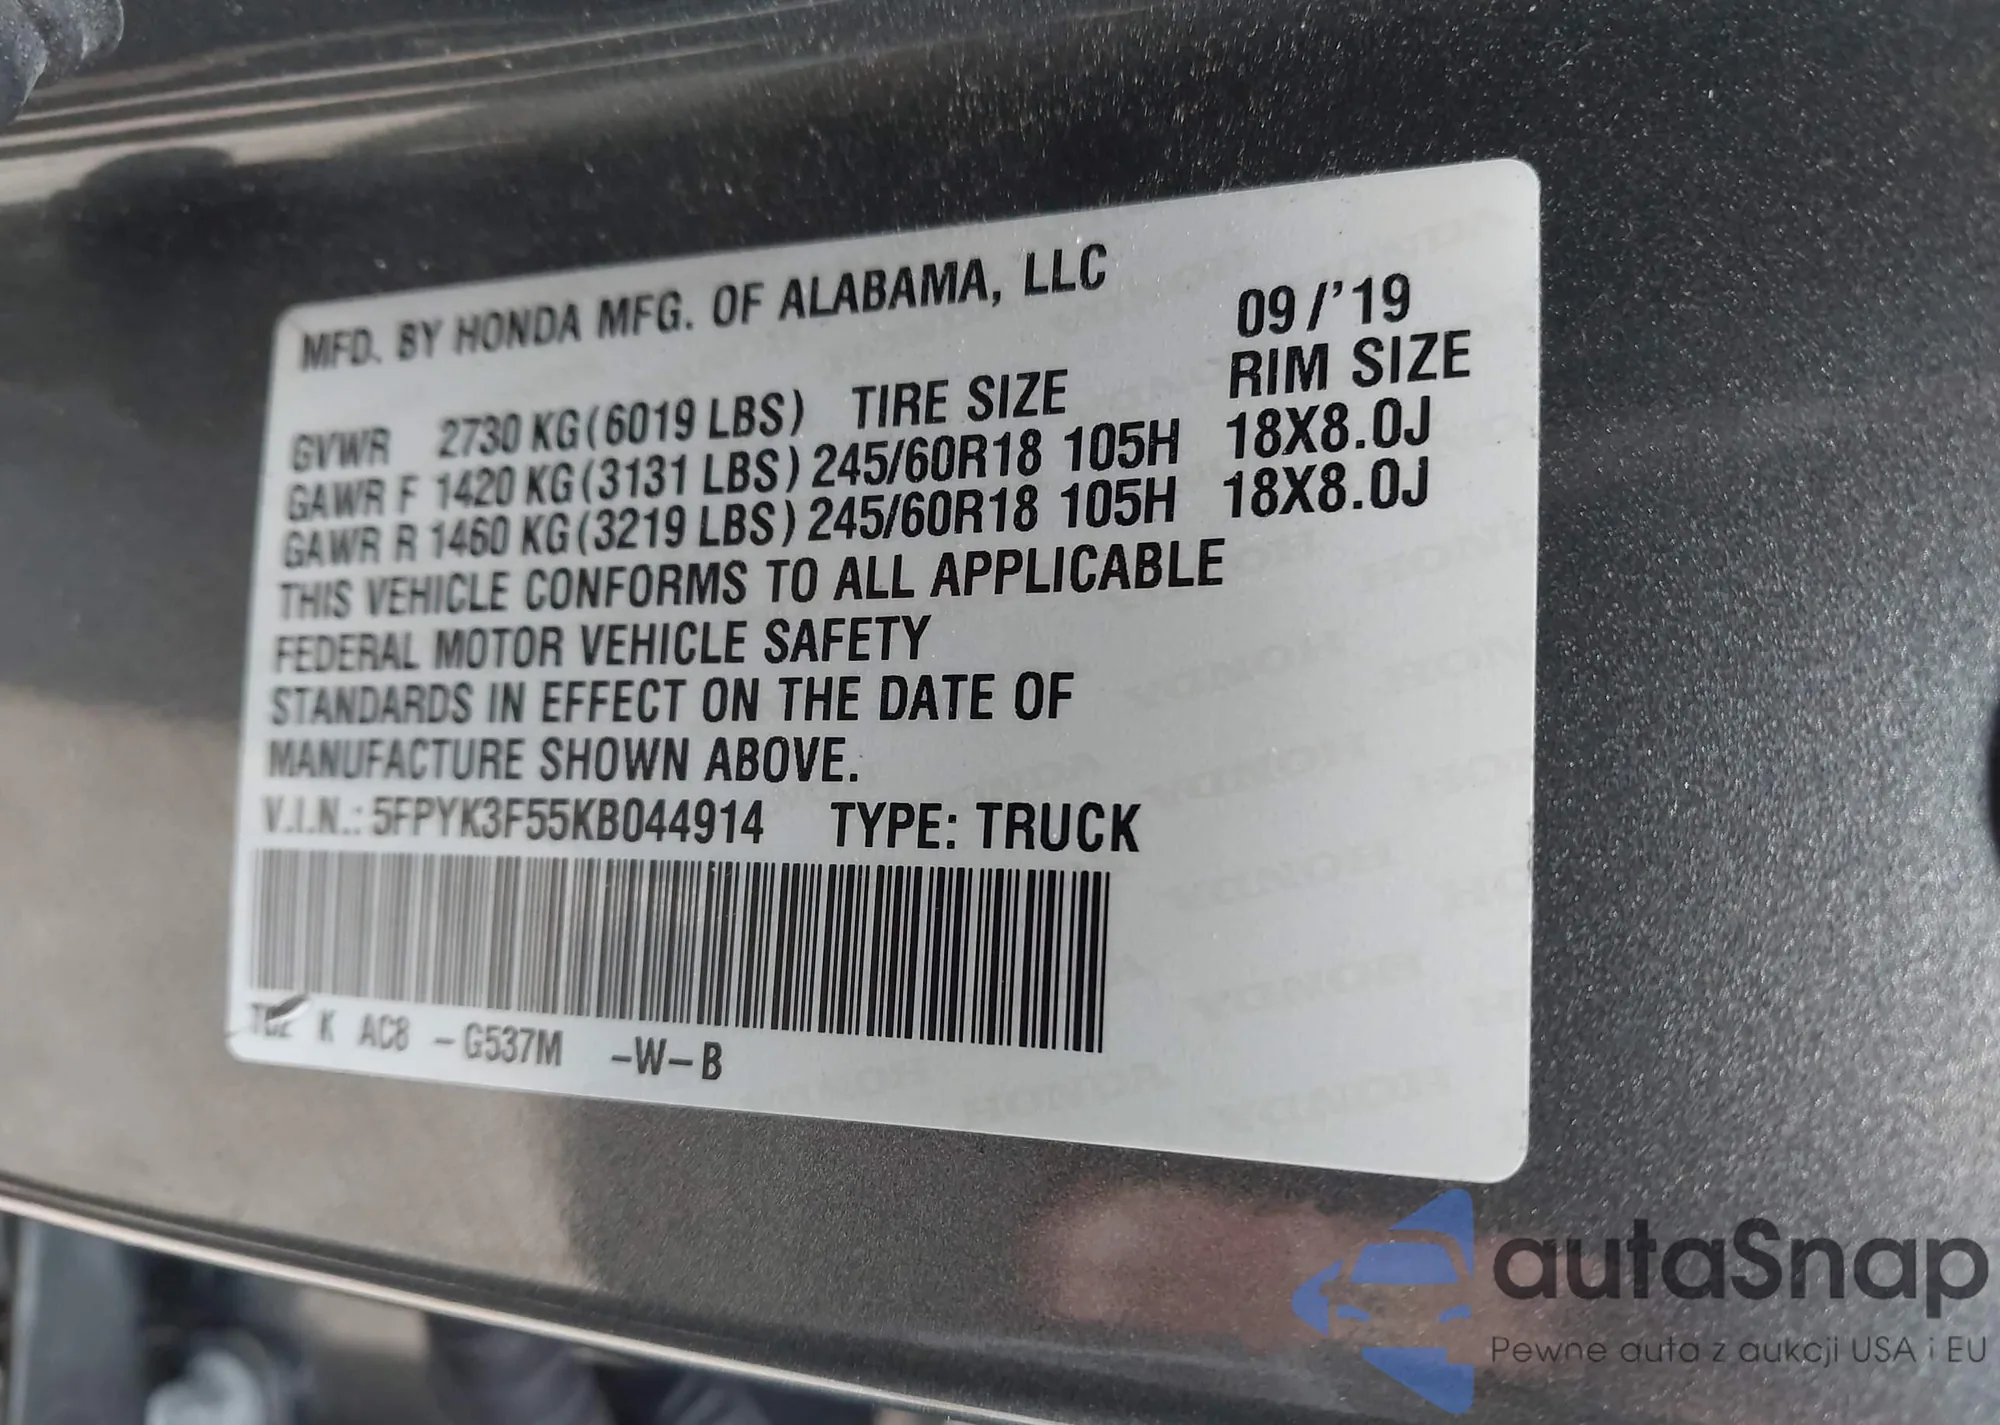 MFD. BY HONDA MFG. OF ALABAMA, LLC 09/'19
GVWR 2730 KG(6019 LBS) TIRE SIZE RIM SIZE
GAWR F 1420 KG(3131 LBS) 245/60R18 105H 18X8.0J
GAWR R 1460 KG(3219 LBS) 245/60R18 105H 18X8.0J
THIS VEHICLE CONFORMS TO ALL APPLICABLE
FEDERAL MOTOR VEHICLE SAFETY
STANDARDS IN EFFECT ON THE DATE OF
MANUFACTURE SHOWN ABOVE.
V.I.N.: 5FPYK3F55KB044914 TYPE: TRUCK
K AC8 -G537M -W-B
autaSnap
Pewne auta z aukcji USA i EU